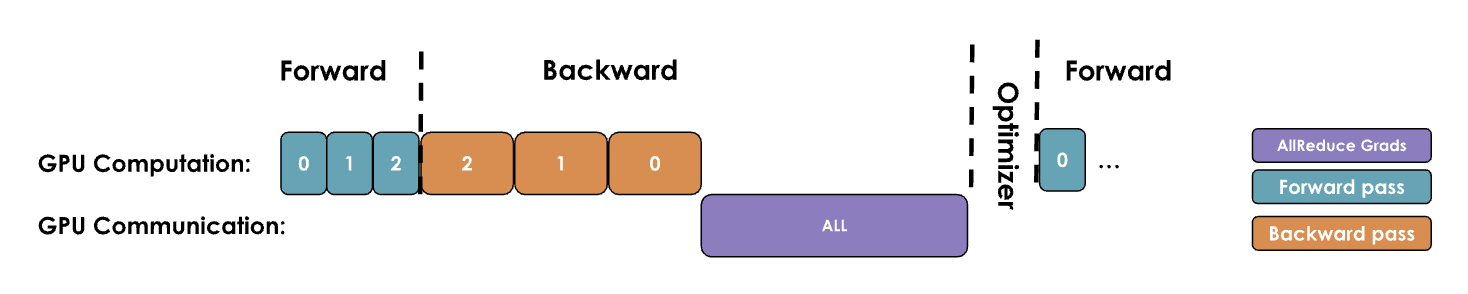 Forward
Backward
Optimizer
Forward
GPU Computation:
0
1
2
2
1
0
0
...
GPU Communication:
ALL
AllReduce Grads
Forward pass
Backward pass